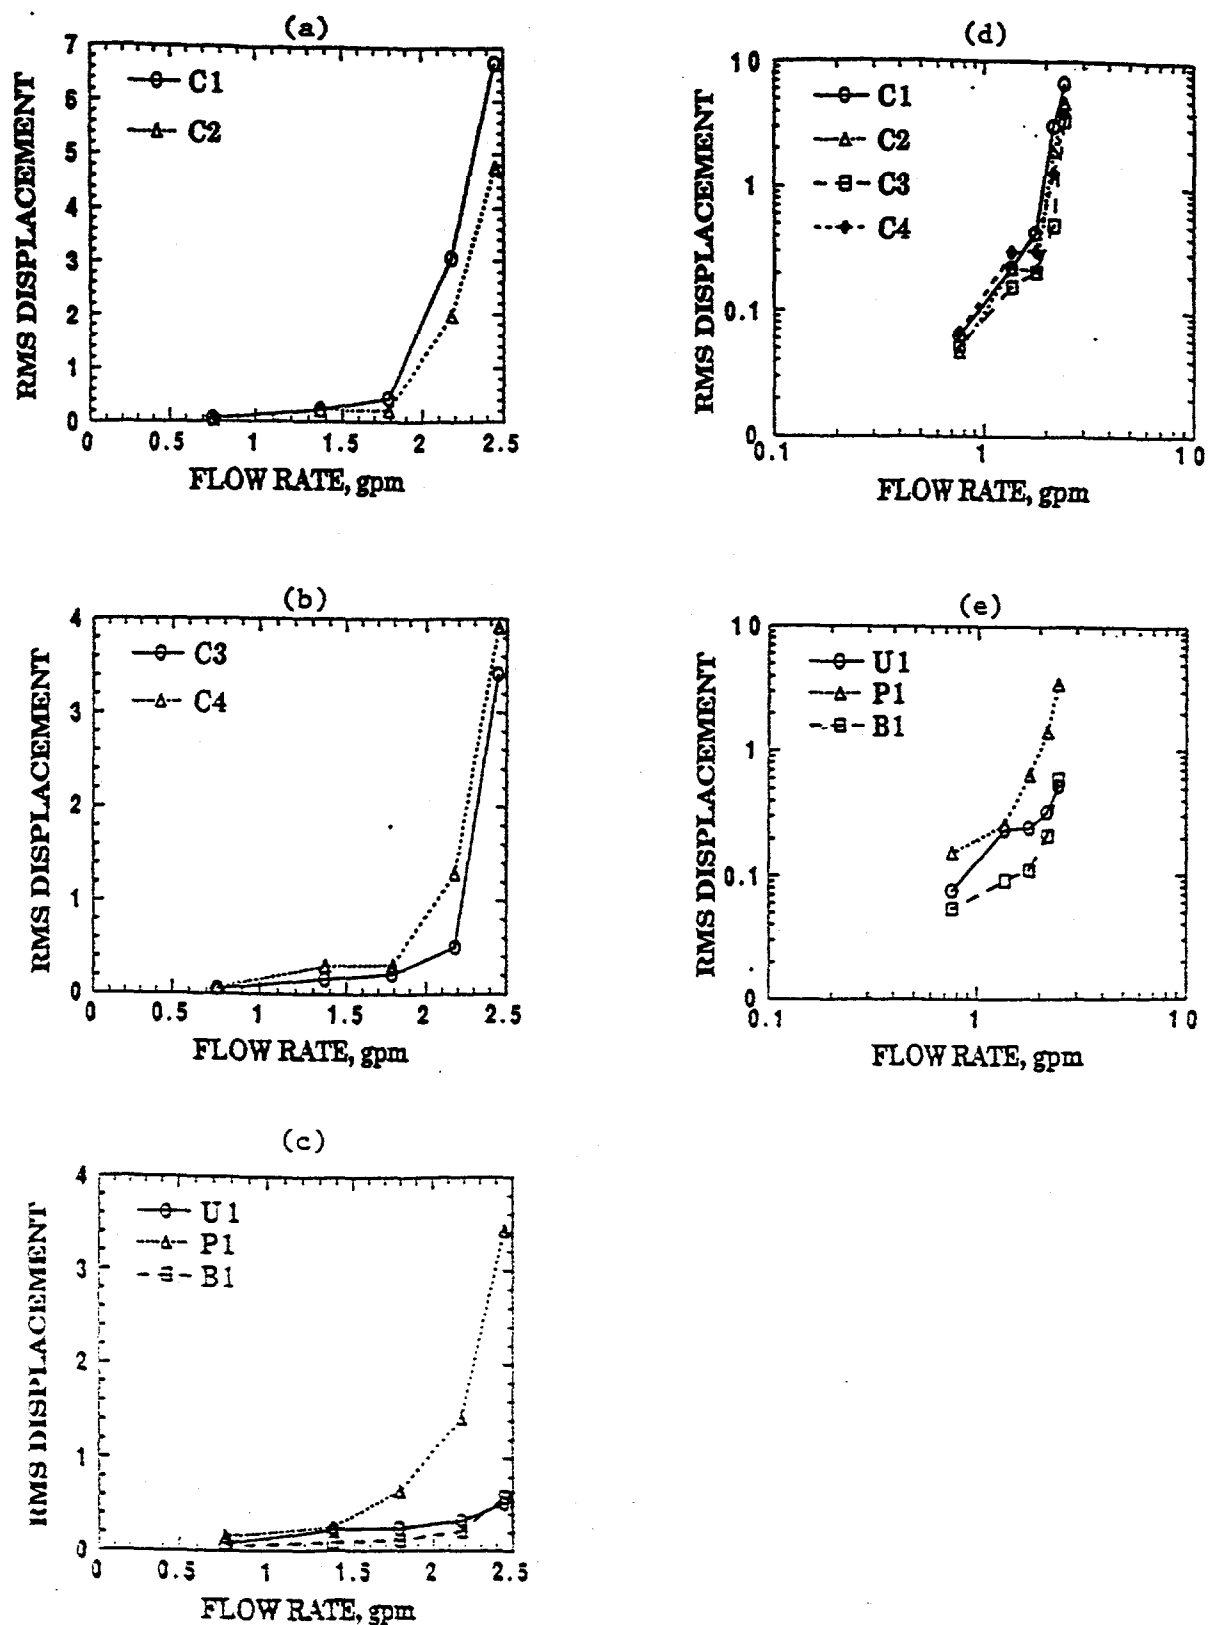 (a)
7
6
5
4
3
2
1
0
RMS DISPLACEMENT
C1
C2
0 0.5 1 1.5 2 2.5
FLOW RATE, gpm
(d)
10
1
0.1
0
RMS DISPLACEMENT
C1
C2
C3
C4
0.1 1 10
FLOW RATE, gpm
(b)
4
3
2
1
0
RMS DISPLACEMENT
C3
C4
0 0.5 1 1.5 2 2.5
FLOW RATE, gpm
(e)
10
1
0.1
0
RMS DISPLACEMENT
U1
P1
B1
0.1 1 10
FLOW RATE, gpm
(c)
4
3
2
1
0
RMS DISPLACEMENT
U1
P1
B1
0 0.5 1 1.5 2 2.5
FLOW RATE, gpm